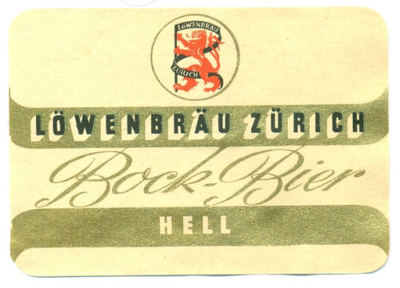 LÖWENBRÄU
ZÜRICH
LÖWENBRÄU ZÜRICH
Bock-Bier
HELL